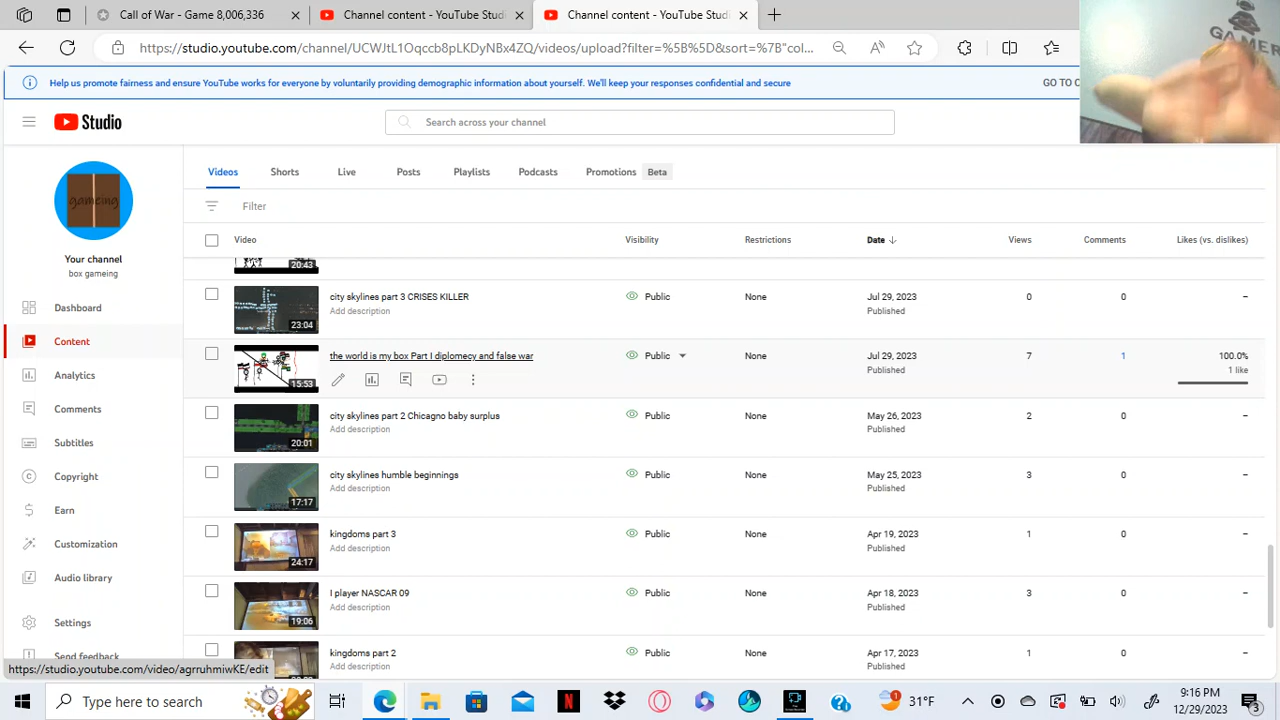 Call of War - Game 8,006,336
Content - YouTube Studi
Channel content - YouTube Studi
https://studio.youtube.com/channel/UCWJtL1Oqccb8pLKDyNBx4ZQ/videos/upload?filter=%5B%5D&sort=%7B"col...
GAMER
Help us promote fairness and ensure YouTube works for everyone by voluntarily providing demographic information about yourself. We'll keep your responses confidential and secure
GO TO
Studio
Search across your channel
Videos Shorts Live Posts Playlists Podcasts Promotions Beta
Filter
gameing
Your channel
box gameing
Dashboard
Content
Analytics
Comments
Subtitles
Copyright
Earn
Customization
Audio library
Settings
Send feedback
Video Visibility Restrictions Date Views Comments Likes (vs. dislikes)
20:43
city skylines part 3 CRISES KILLER Public None Jul 29, 2023 0 0 –
Add description Published
23:04
the world is my box Part I diplomecy and false war Public None Jul 29, 2023 7 1 100.0%
Published 1 like
15:53
city skylines part 2 Chicagno baby surplus Public None May 26, 2023 2 0 –
Add description Published
20:01
city skylines humble beginnings Public None May 25, 2023 3 0 –
Add description Published
17:17
kingdoms part 3 Public None Apr 19, 2023 1 0 –
Add description Published
24:17
I player NASCAR 09 Public None Apr 18, 2023 3 0 –
Add description Published
19:06
kingdoms part 2 Public None Apr 17, 2023 1 0 –
Add description Published
https://studio.youtube.com/video/agrruhmiwKE/edit
Type here to search
31°F
9:16 PM
12/29/2023
3